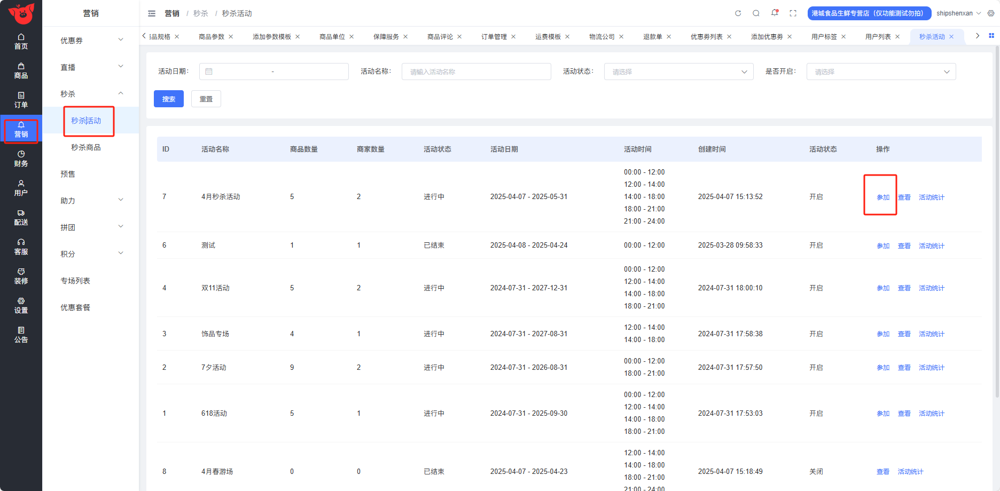 营销
营销 / 秒杀 / 秒杀活动
港城食品生鲜专营店（仅功能测试勿拍）
shipshenxan
首页
商品
订单
营销
财务
用户
配送
客服
装修
设置
公告
优惠券
直播
秒杀
秒杀活动
秒杀商品
预售
助力
拼团
积分
专场列表
优惠套餐
品规格 商品参数 添加参数模板 商品单位 保障服务 商品评论 订单管理 运费模板 物流公司 退款单 优惠券列表 添加优惠券 用户标签 用户列表 秒杀活动
活动日期： - 活动名称： 请输入活动名称 活动状态： 请选择 是否开启： 请选择
搜索 重置
ID 活动名称 商品数量 商家数量 活动状态 活动日期 活动时间 创建时间 活动状态 操作
00:00 - 12:00
12:00 - 14:00
7 4月秒杀活动 5 2 进行中 2025-04-07 - 2025-05-31 14:00 - 18:00 2025-04-07 15:13:52 开启 参加 查看 活动统计
18:00 - 21:00
21:00 - 24:00
6 测试 1 1 已结束 2025-04-08 - 2025-04-24 00:00 - 12:00 2025-03-28 09:58:33 开启 参加 查看 活动统计
00:00 - 12:00
12:00 - 14:00
4 双11活动 5 2 进行中 2024-07-31 - 2027-12-31 2024-07-31 18:00:10 开启 参加 查看 活动统计
14:00 - 18:00
18:00 - 21:00
12:00 - 14:00
3 饰品专场 4 1 进行中 2024-07-31 - 2027-08-31 2024-07-31 17:58:38 开启 参加 查看 活动统计
14:00 - 18:00
00:00 - 12:00
2 7夕活动 9 2 进行中 2024-07-31 - 2026-08-31 2024-07-31 17:57:50 开启 参加 查看 活动统计
18:00 - 21:00
00:00 - 12:00
12:00 - 14:00
1 618活动 5 1 进行中 2024-07-31 - 2025-09-30 2024-07-31 17:53:03 开启 参加 查看 活动统计
14:00 - 18:00
18:00 - 21:00
12:00 - 14:00
14:00 - 18:00
8 4月春游场 0 0 已结束 2025-04-07 - 2025-04-23 2025-04-07 15:18:49 关闭 查看 活动统计
18:00 - 21:00
21:00 - 24:00